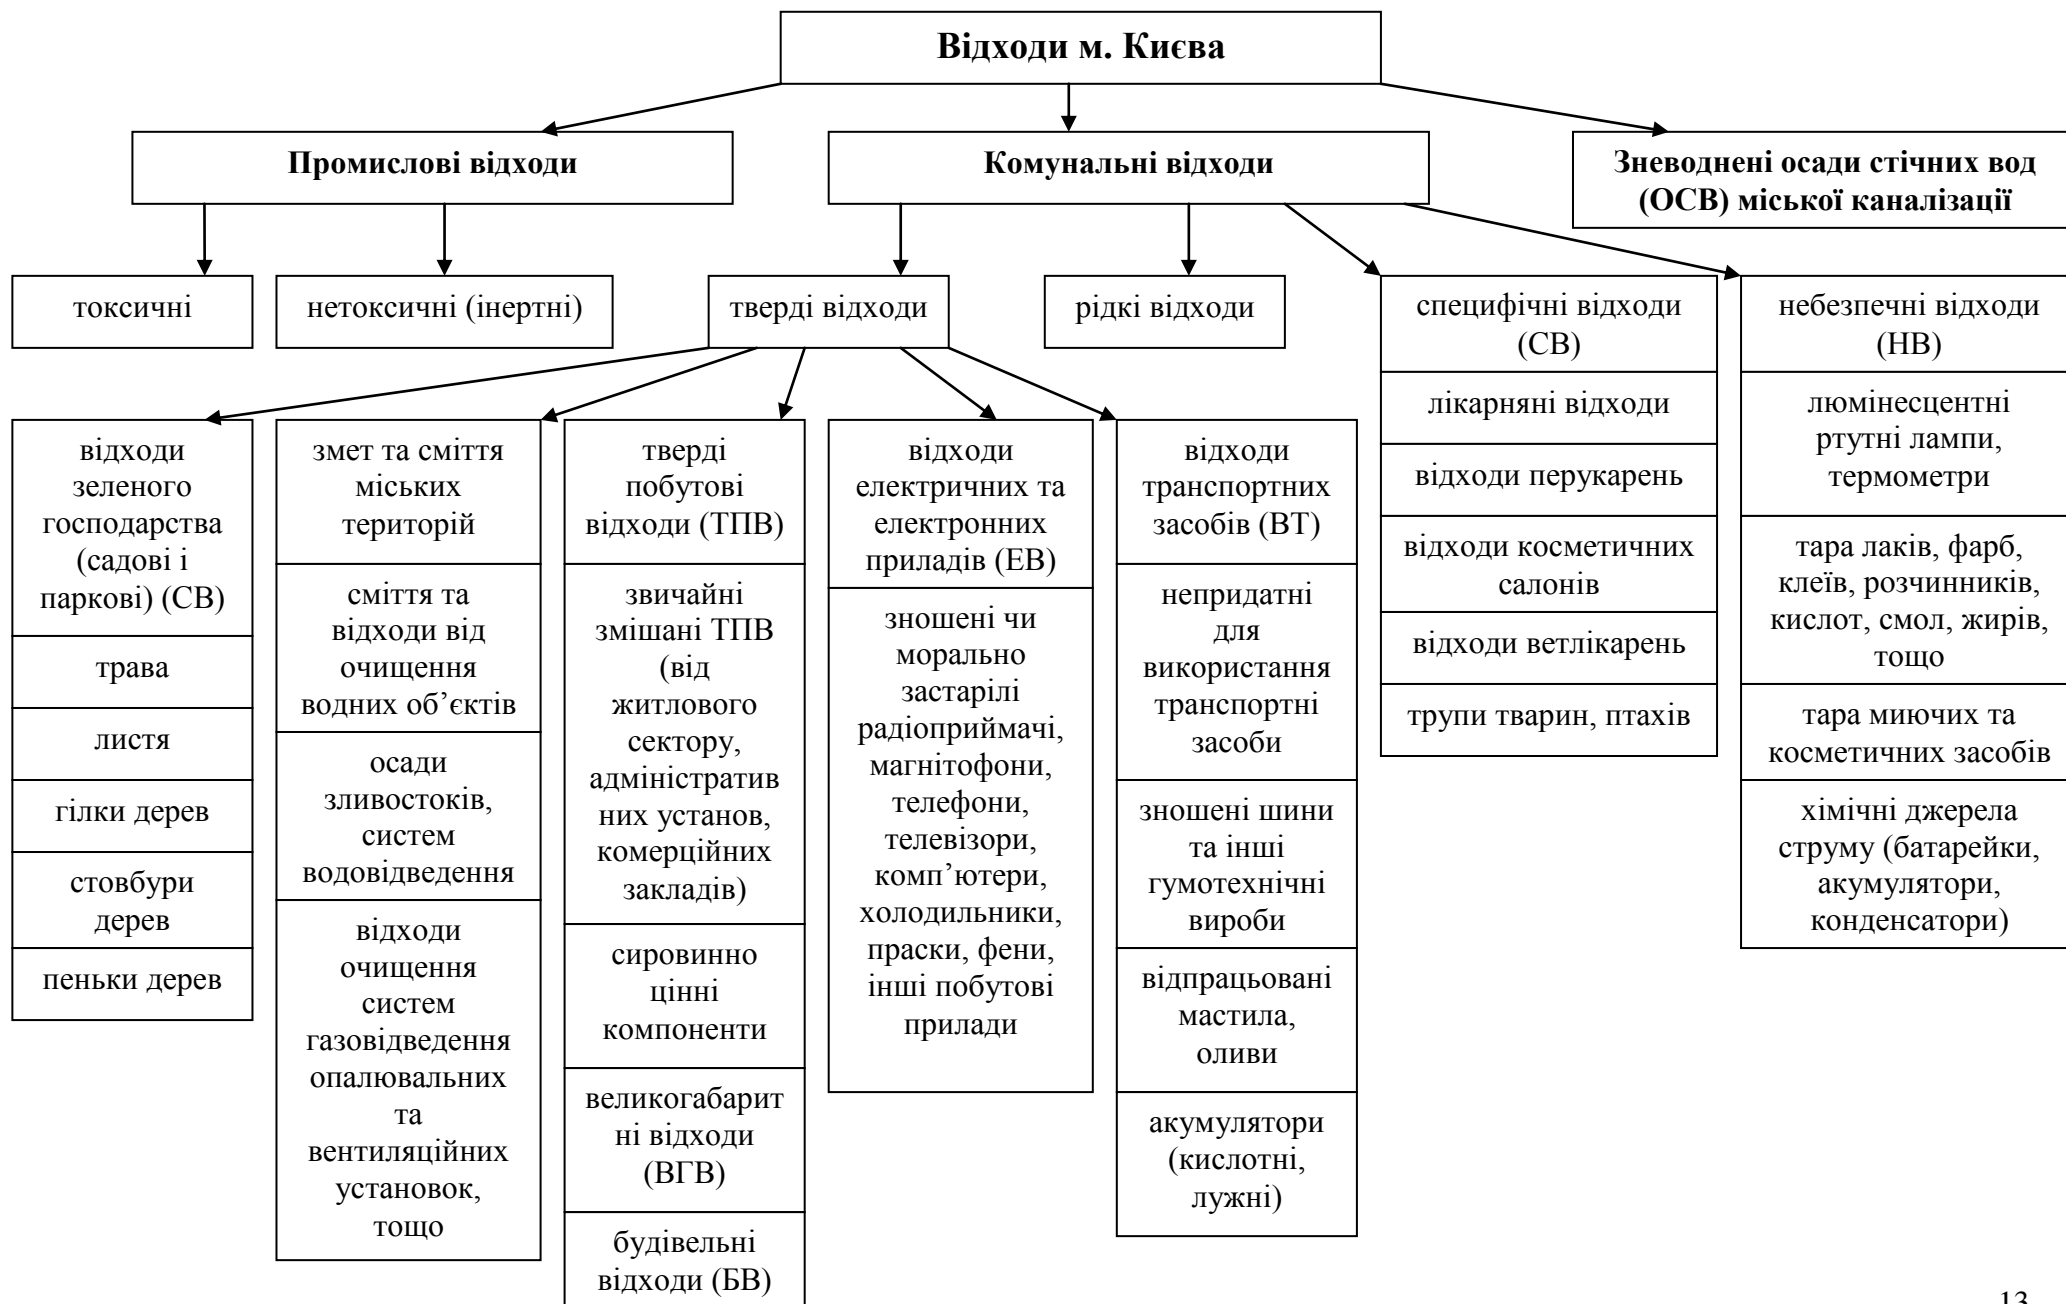 Відходи м. Києва
Промислові відходи
Комунальні відходи
Зневоднені осади стічних вод
(ОСВ) міської каналізації
токсичні
нетоксичні (інертні)
тверді відходи
рідкі відходи
специфічні відходи
(СВ)
лікарняні відходи
відходи перукарень
відходи косметичних
салонів
відходи ветлікарень
трупи тварин, птахів
небезпечні відходи
(НВ)
люмінесцентні
ртутні лампи,
термометри
тара лаків, фарб,
клеїв, розчинників,
кислот, смол, жирів,
тощо
тара миючих та
косметичних засобів
хімічні джерела
струму (батарейки,
акумулятори,
конденсатори)
відходи
зеленого
господарства
(садові і
паркові) (СВ)
трава
листя
гілки дерев
стовбури
дерев
пеньки дерев
змет та сміття
міських
територій
сміття та
відходи від
очищення
водних об’єктів
осади
зливостоків,
систем
водовідведення
відходи
очищення
систем
газовідведення
опалювальних
та
вентиляційних
установок,
тощо
тверді
побутові
відходи (ТПВ)
звичайні
змішані ТПВ
(від
житлового
сектору,
адміністратив
них установ,
комерційних
закладів)
сировинно
цінні
компоненти
великогабарит
ні відходи
(ВГВ)
будівельні
відходи (БВ)
відходи
електричних та
електронних
приладів (ЕВ)
зношені чи
морально
застарілі
радіоприймачі,
магнітофони,
телефони,
телевізори,
комп’ютери,
холодильники,
праски, фени,
інші побутові
прилади
відходи
транспортних
засобів (ВТ)
непридатні
для
використання
транспортні
засоби
зношені шини
та інші
гумотехнічні
вироби
відпрацьовані
мастила,
оливи
акумулятори
(кислотні,
лужні)
13